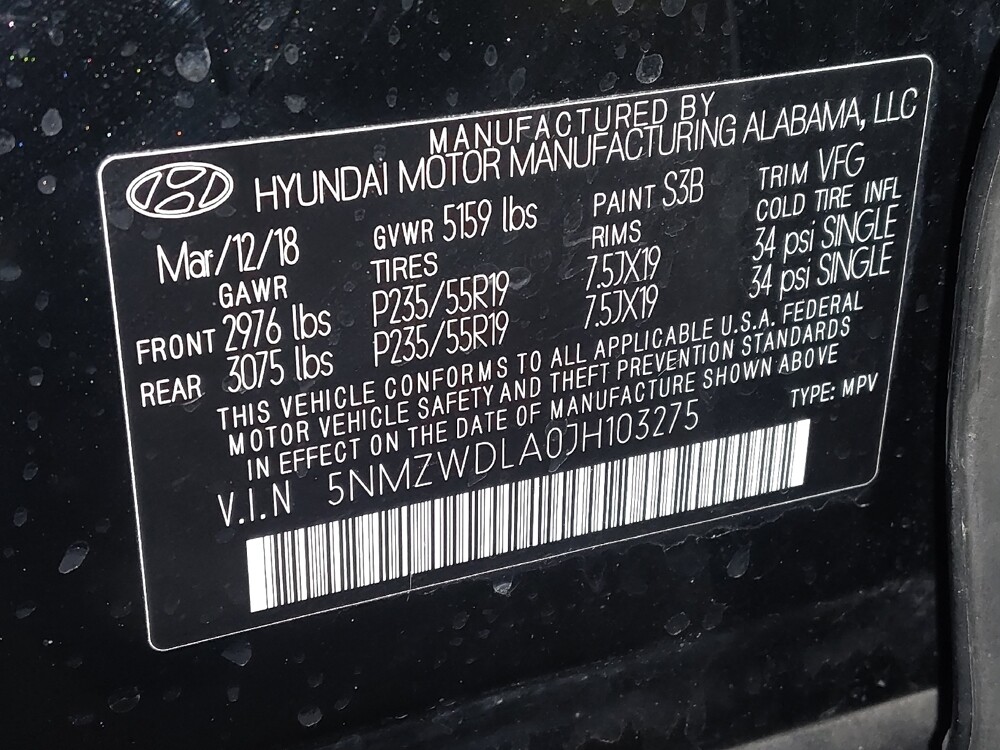 MANUFACTURED BY
HYUNDAI MOTOR MANUFACTURING ALABAMA, LLC
Mar/12/18 GVWR 5159 lbs PAINT S3B TRIM VFG
GAWR TIRES RIMS COLD TIRE INFL
FRONT 2976 lbs P235/55R19 7.5JX19 34 psi SINGLE
REAR 3075 lbs P235/55R19 7.5JX19 34 psi SINGLE
THIS VEHICLE CONFORMS TO ALL APPLICABLE U.S.A. FEDERAL
MOTOR VEHICLE SAFETY AND THEFT PREVENTION STANDARDS
IN EFFECT ON THE DATE OF MANUFACTURE SHOWN ABOVE
V.I.N 5NMZWDLA0JH103275 TYPE: MPV